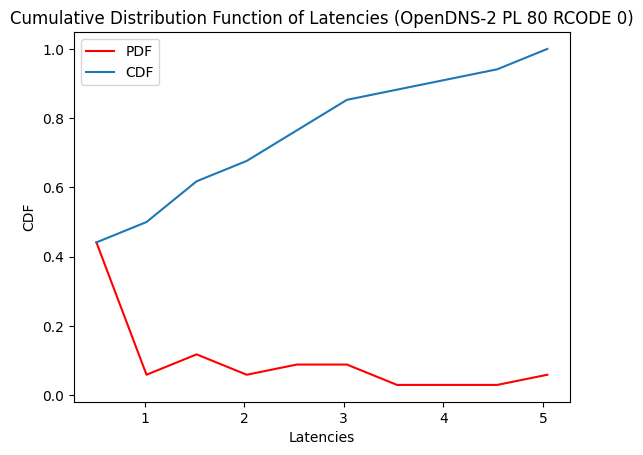 Cumulative Distribution Function of Latencies (OpenDNS-2 PL 80 RCODE 0)
PDF
CDF
1.0
0.8
0.6
0.4
0.2
0.0
CDF
1 2 3 4 5
Latencies